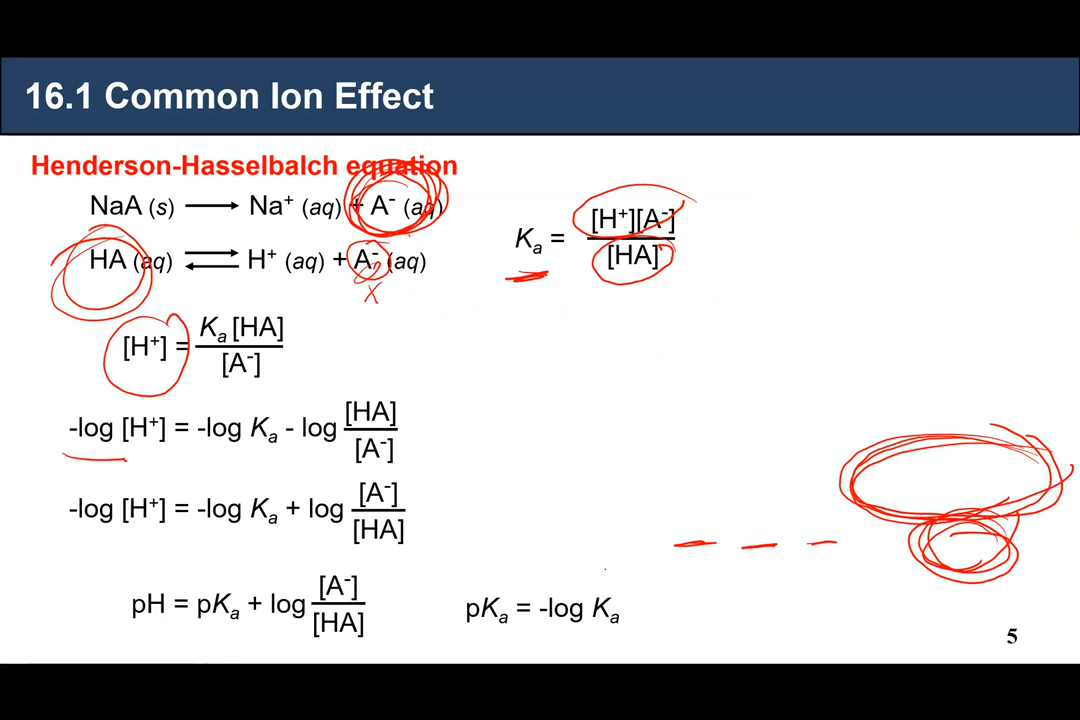 16.1 Common Ion Effect
Henderson-Hasselbalch equation
NaA (s) ⟶ Na⁺ (aq) + A⁻ (aq)
HA (aq) ⇌ H⁺ (aq) + A⁻ (aq)
x
Kₐ = [H⁺][A⁻] / [HA]
[H⁺] = Kₐ [HA] / [A⁻]
-log [H⁺] = -log Kₐ - log [HA] / [A⁻]
-log [H⁺] = -log Kₐ + log [A⁻] / [HA]
pH = pKₐ + log [A⁻] / [HA]
pKₐ = -log Kₐ
5